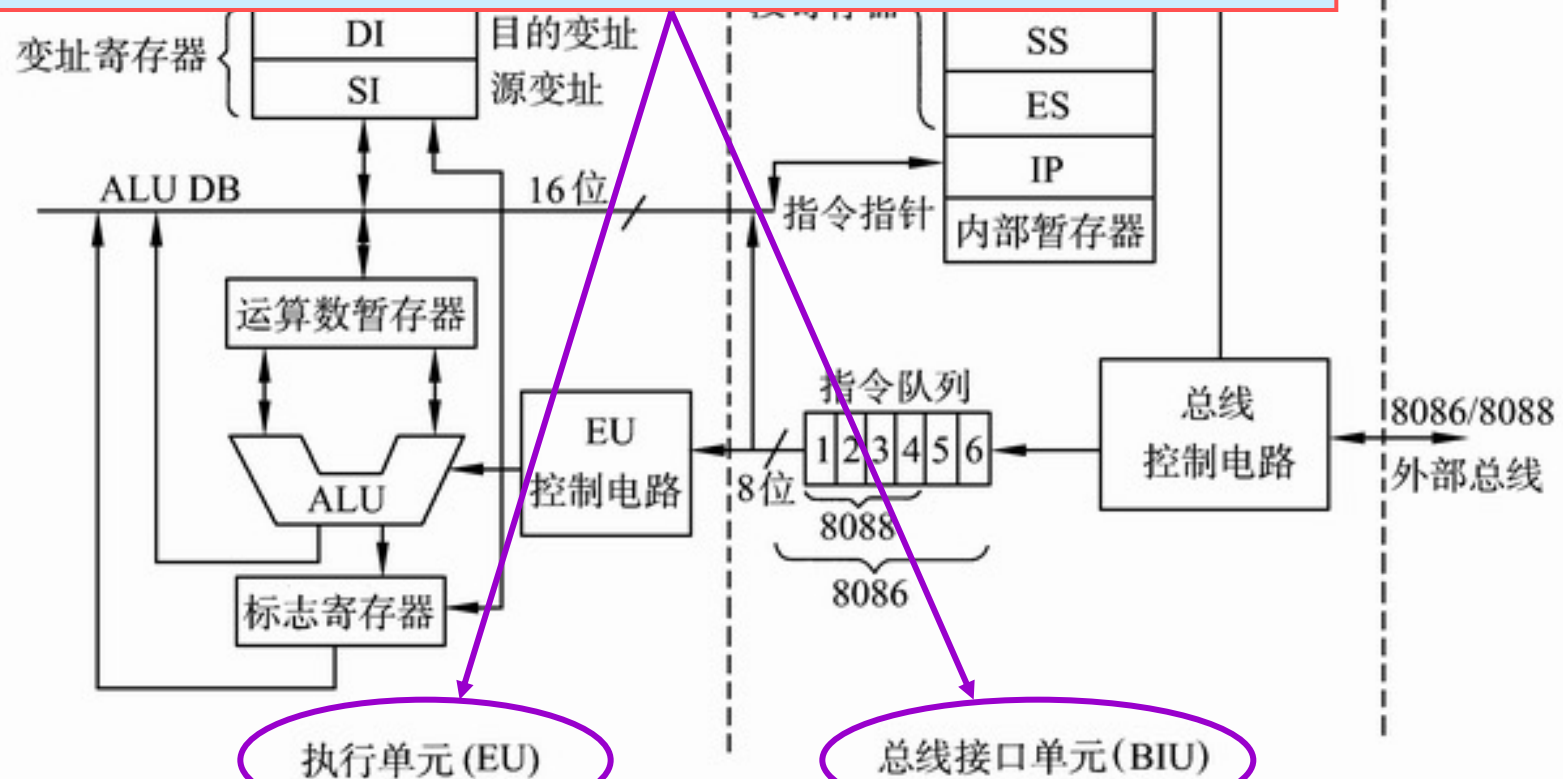 变址寄存器
DI
目的变址
SI
源变址
SS
ES
IP
内部暂存器
指令指针
ALU DB
16位
运算数暂存器
ALU
标志寄存器
EU
控制电路
8位
指令队列
1 2 3 4 5 6
8088
8086
总线
控制电路
8086/8088
外部总线
执行单元(EU)
总线接口单元(BIU)